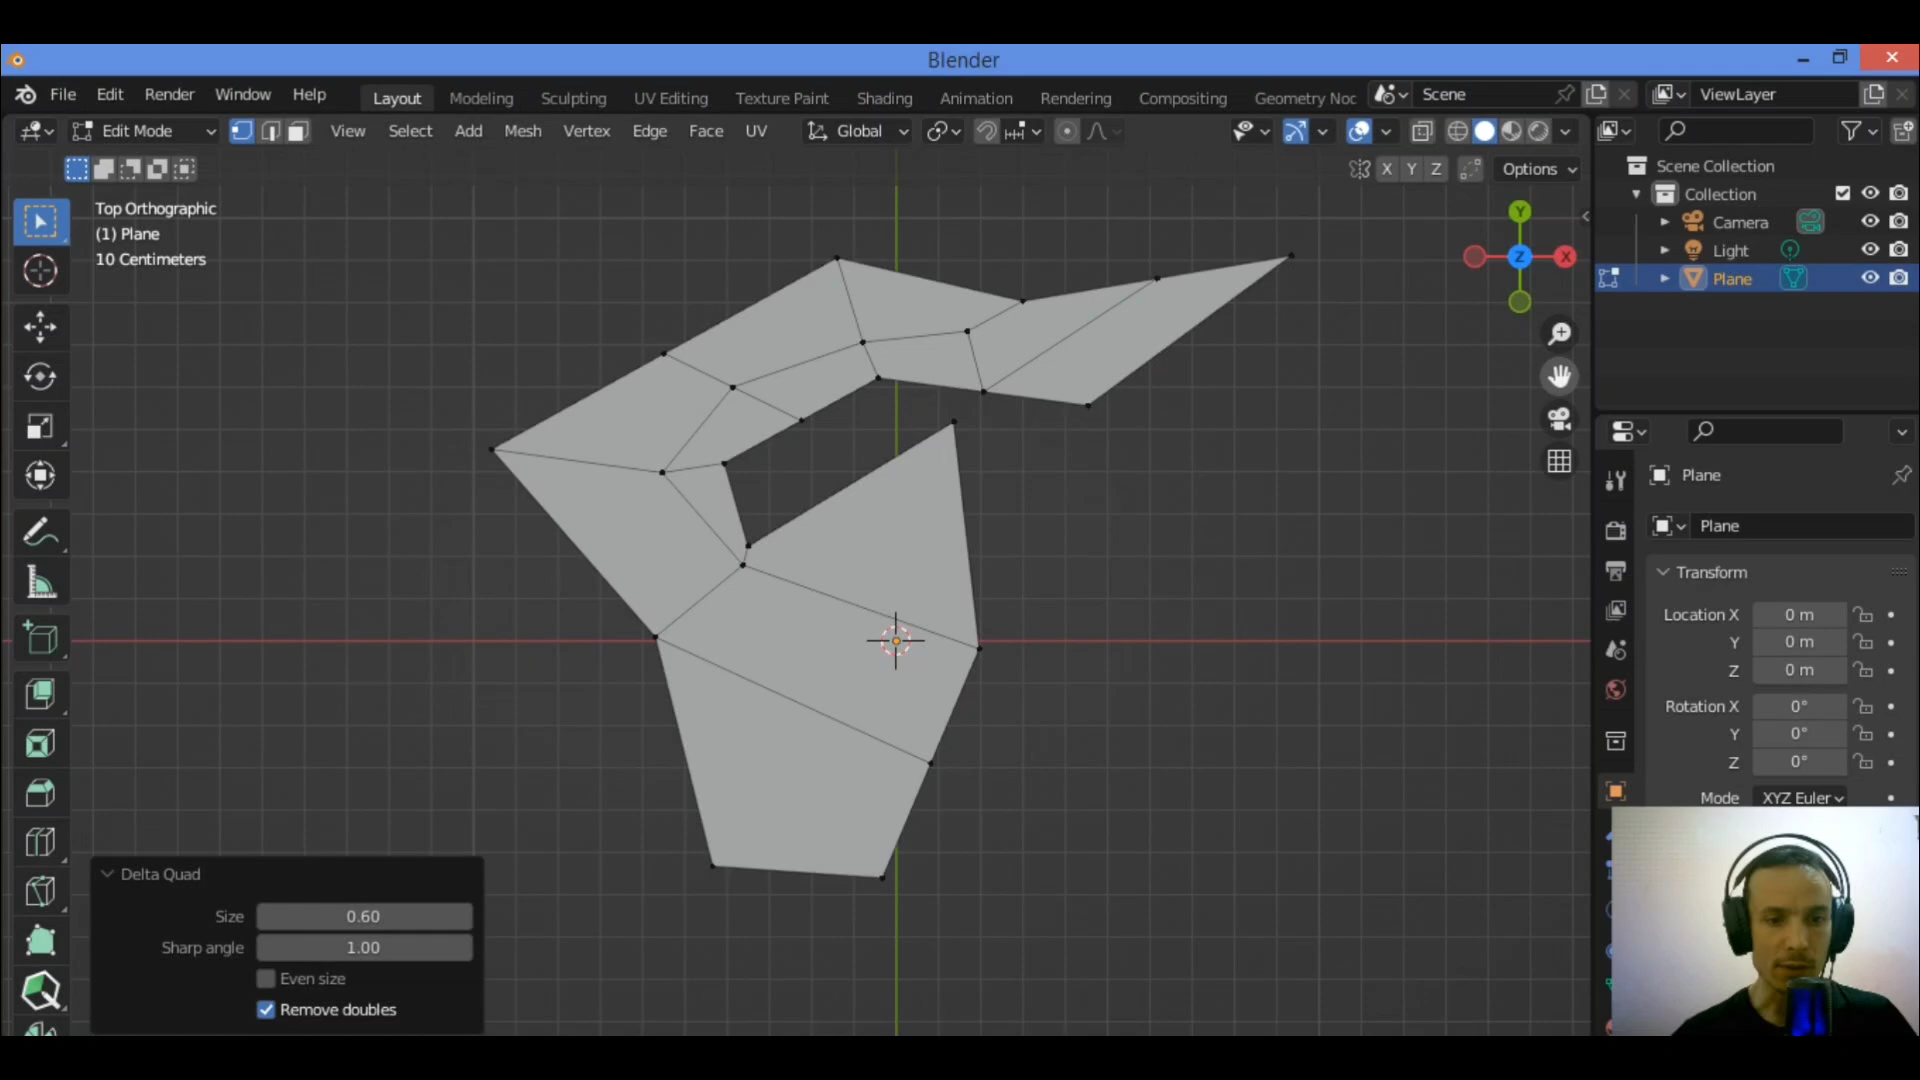 Blender
File Edit Render Window Help Layout Modeling Sculpting UV Editing Texture Paint Shading Animation Rendering Compositing Geometry Noc Scene ViewLayer
Edit Mode View Select Add Mesh Vertex Edge Face UV Global
X Y Z Options
Top Orthographic
(1) Plane
10 Centimeters
Y
Z X
Scene Collection
Collection
Camera
Light
Plane
Plane
Plane
Transform
Location X 0 m
Y 0 m
Z 0 m
Rotation X 0°
Y 0°
Z 0°
Mode XYZ Euler
Delta Quad
Size 0.60
Sharp angle 1.00
Even size
Remove doubles